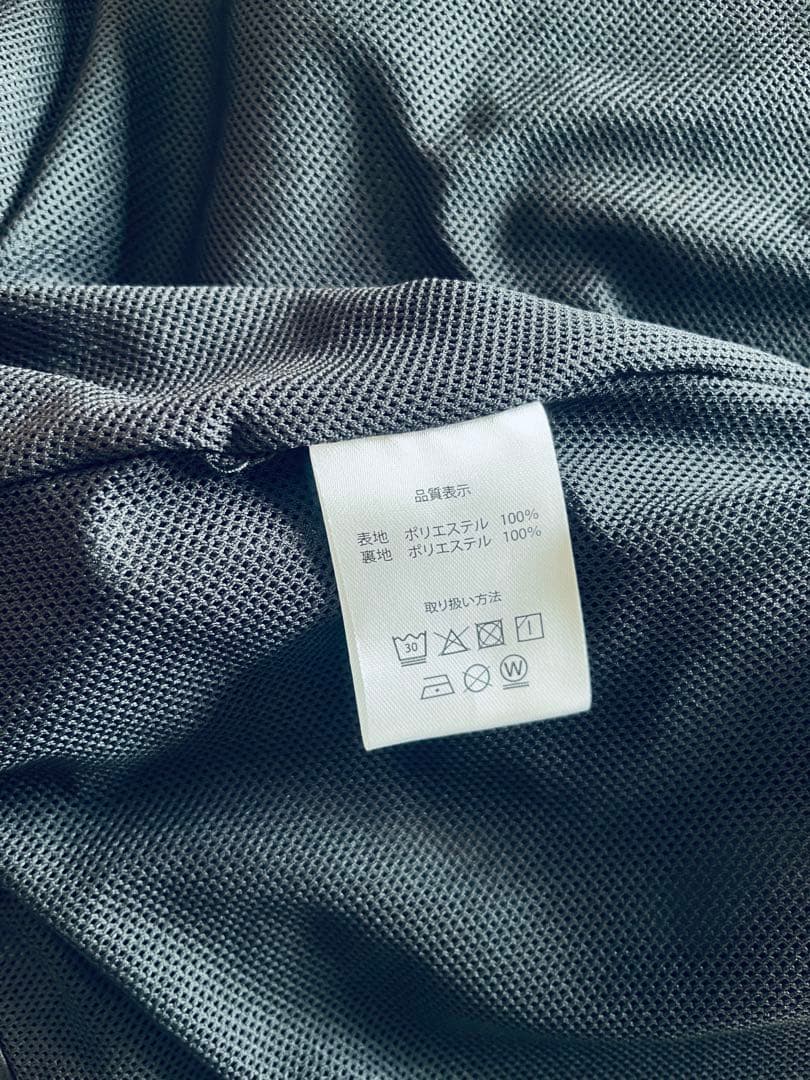 品質表示
表地 ポリエステル 100%
裏地 ポリエステル 100%
取り扱い方法
30
W